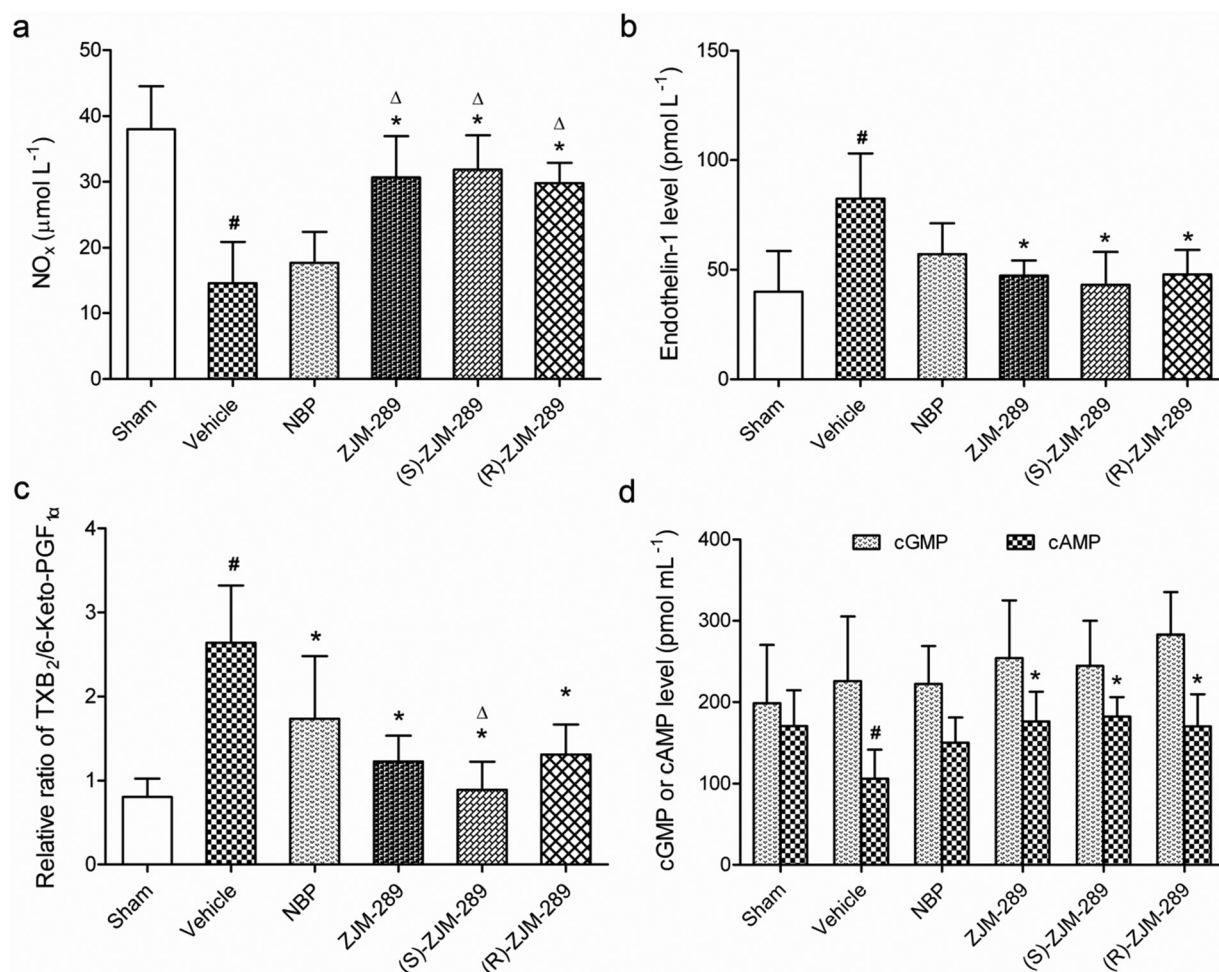 a
NOx (μmol L⁻¹)
50
40
30
20
10
0
#
Δ
*
Δ
*
Δ
*
Sham
Vehicle
NBP
ZJM-289
(S)-ZJM-289
(R)-ZJM-289
b
Endothelin-1 level (pmol L⁻¹)
150
100
50
0
#
*
*
*
Sham
Vehicle
NBP
ZJM-289
(S)-ZJM-289
(R)-ZJM-289
c
Relative ratio of TXB₂/6-Keto-PGF₁α
4
3
2
1
0
#
*
*
Δ
*
*
Sham
Vehicle
NBP
ZJM-289
(S)-ZJM-289
(R)-ZJM-289
d
cGMP or cAMP level (pmol mL⁻¹)
400
300
200
100
0
cGMP
cAMP
#
*
*
*
Sham
Vehicle
NBP
ZJM-289
(S)-ZJM-289
(R)-ZJM-289